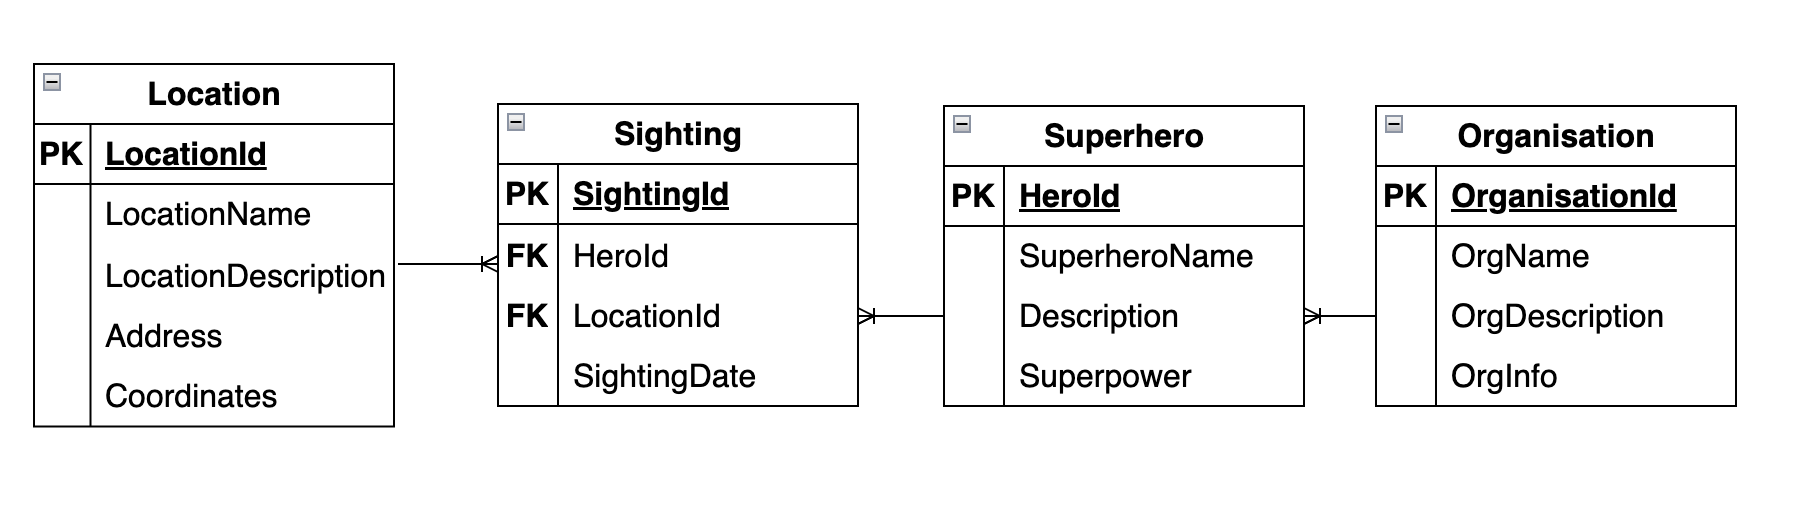 Location
PK LocationId
LocationName
LocationDescription
Address
Coordinates
Sighting
PK SightingId
FK HeroId
FK LocationId
SightingDate
Superhero
PK HeroId
SuperheroName
Description
Superpower
Organisation
PK OrganisationId
OrgName
OrgDescription
OrgInfo